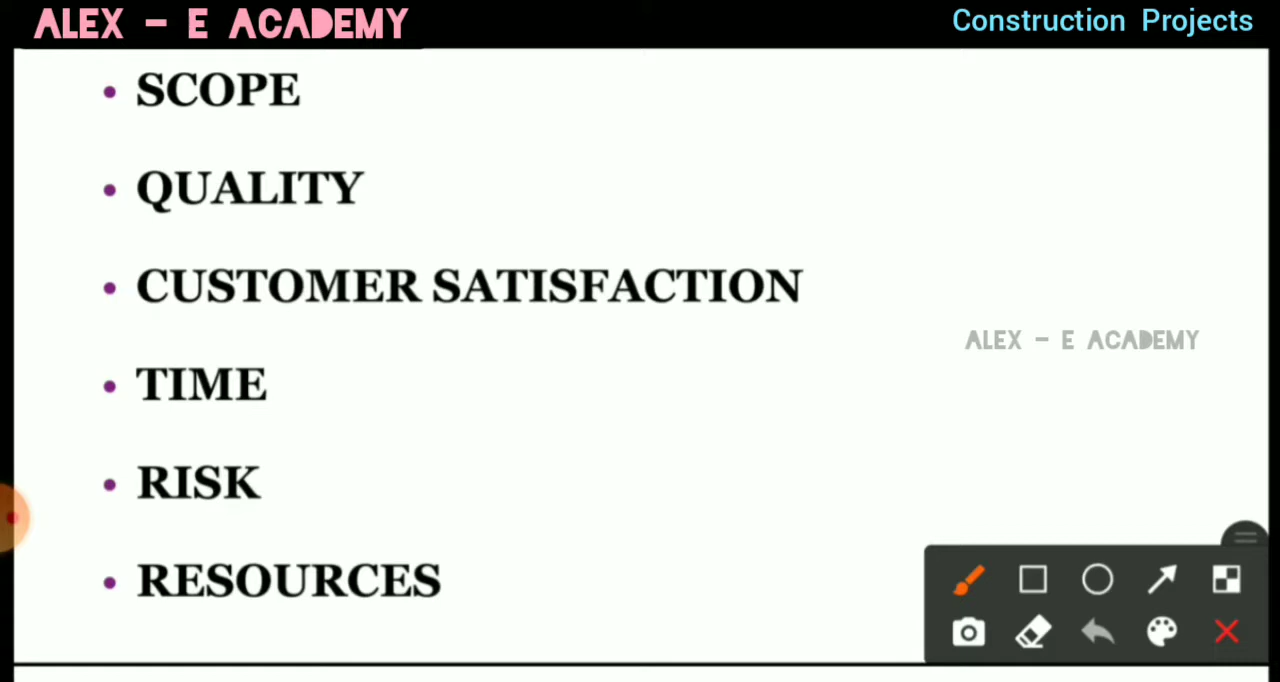 ALEX - E ACADEMY
Construction Projects
• SCOPE
• QUALITY
• CUSTOMER SATISFACTION
ALEX - E ACADEMY
• TIME
• RISK
• RESOURCES